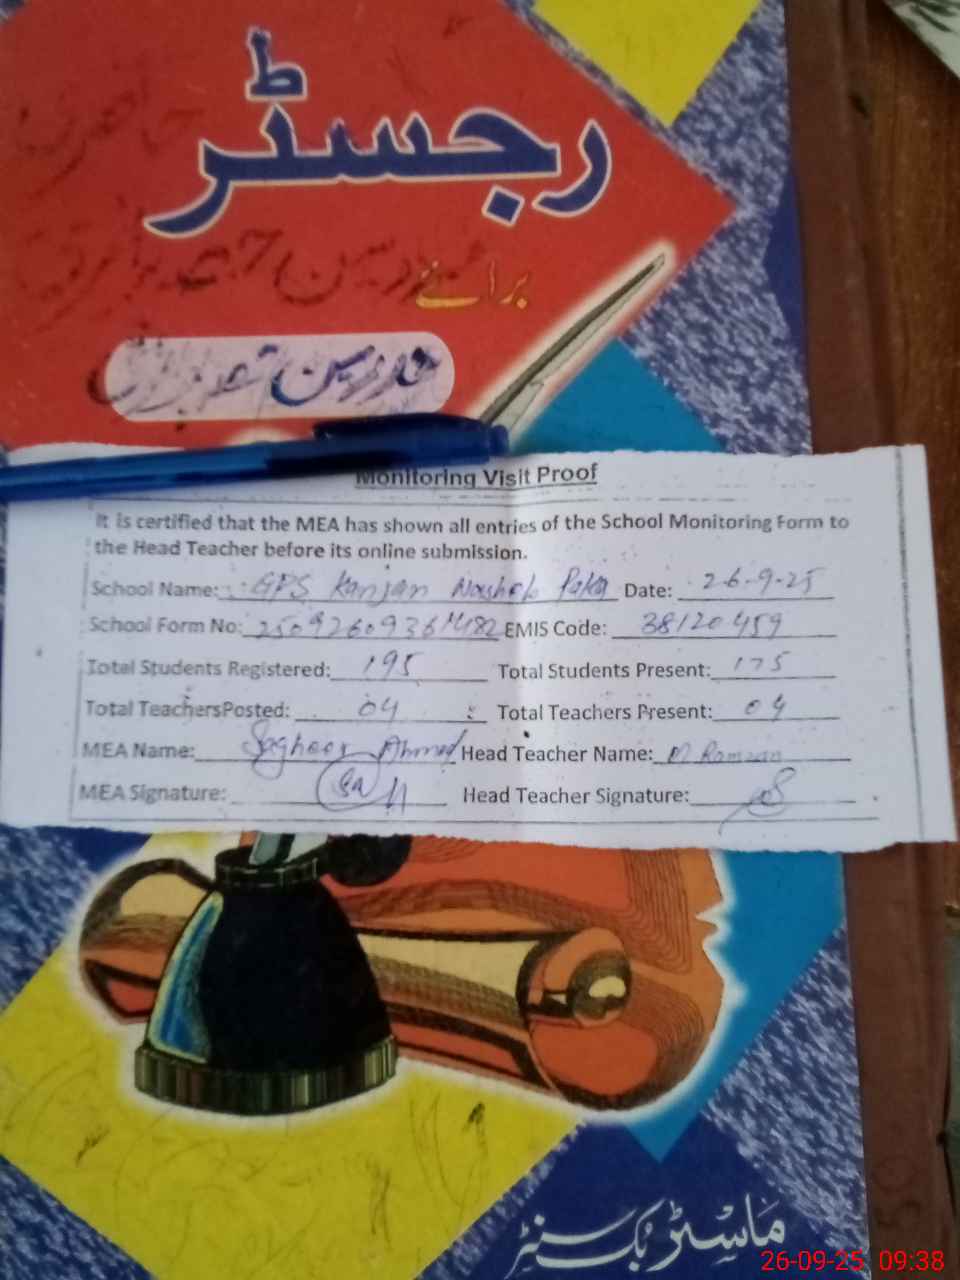 رجسٹر
برائے
Monitoring Visit Proof
It is certified that the MEA has shown all entries of the School Monitoring Form to
the Head Teacher before its online submission.
School Name: GPS Kanjan Date: 26-9-25
School Form No: EMIS Code: 38120459
Total Students Registered: 195 Total Students Present: 175
Total TeachersPosted: 04 Total Teachers Present: 04
MEA Name: Sagheer Ahmed Head Teacher Name: M Ramzan
MEA Signature: Head Teacher Signature:
ماسٹر بک سنٹر
26-09-25 09:38